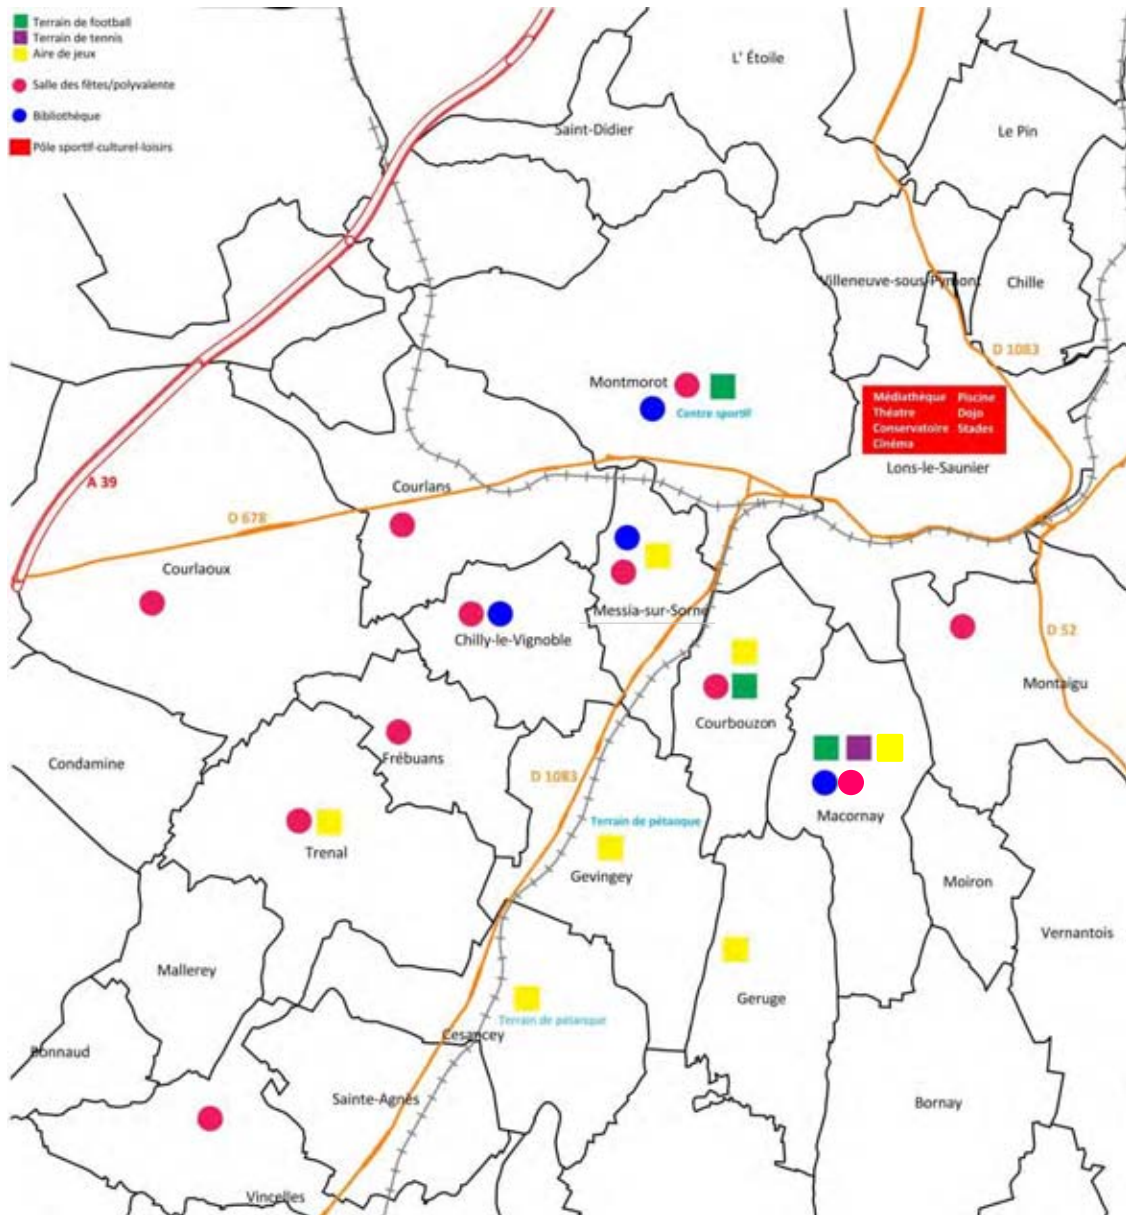 Terrain de football
Terrain de tennis
Aire de jeux
Salle des fêtes/polyvalente
Bibliothèque
Pôle sportif-culturel-loisirs
L' Étoile
Saint-Didier
Le Pin
Villeneuve-sous-Pymont
Chille
D 1083
Montmorot
Centre sportif
Médiathèque Piscine
Théatre Dojo
Conservatoire Stades
Cinéma
Lons-le-Saunier
A 39
Courlans
D 678
Courlaoux
Messia-sur-Sorne
Chilly-le-Vignoble
D 52
Montaigu
Courbouzon
Condamine
Frébuans
D 1083
Macornay
Terrain de pétanque
Trenal
Gevingey
Moiron
Vernantois
Mallerey
Geruge
Terrain de pétanque
Cesancey
Bonnaud
Sainte-Agnès
Bornay
Vincelles